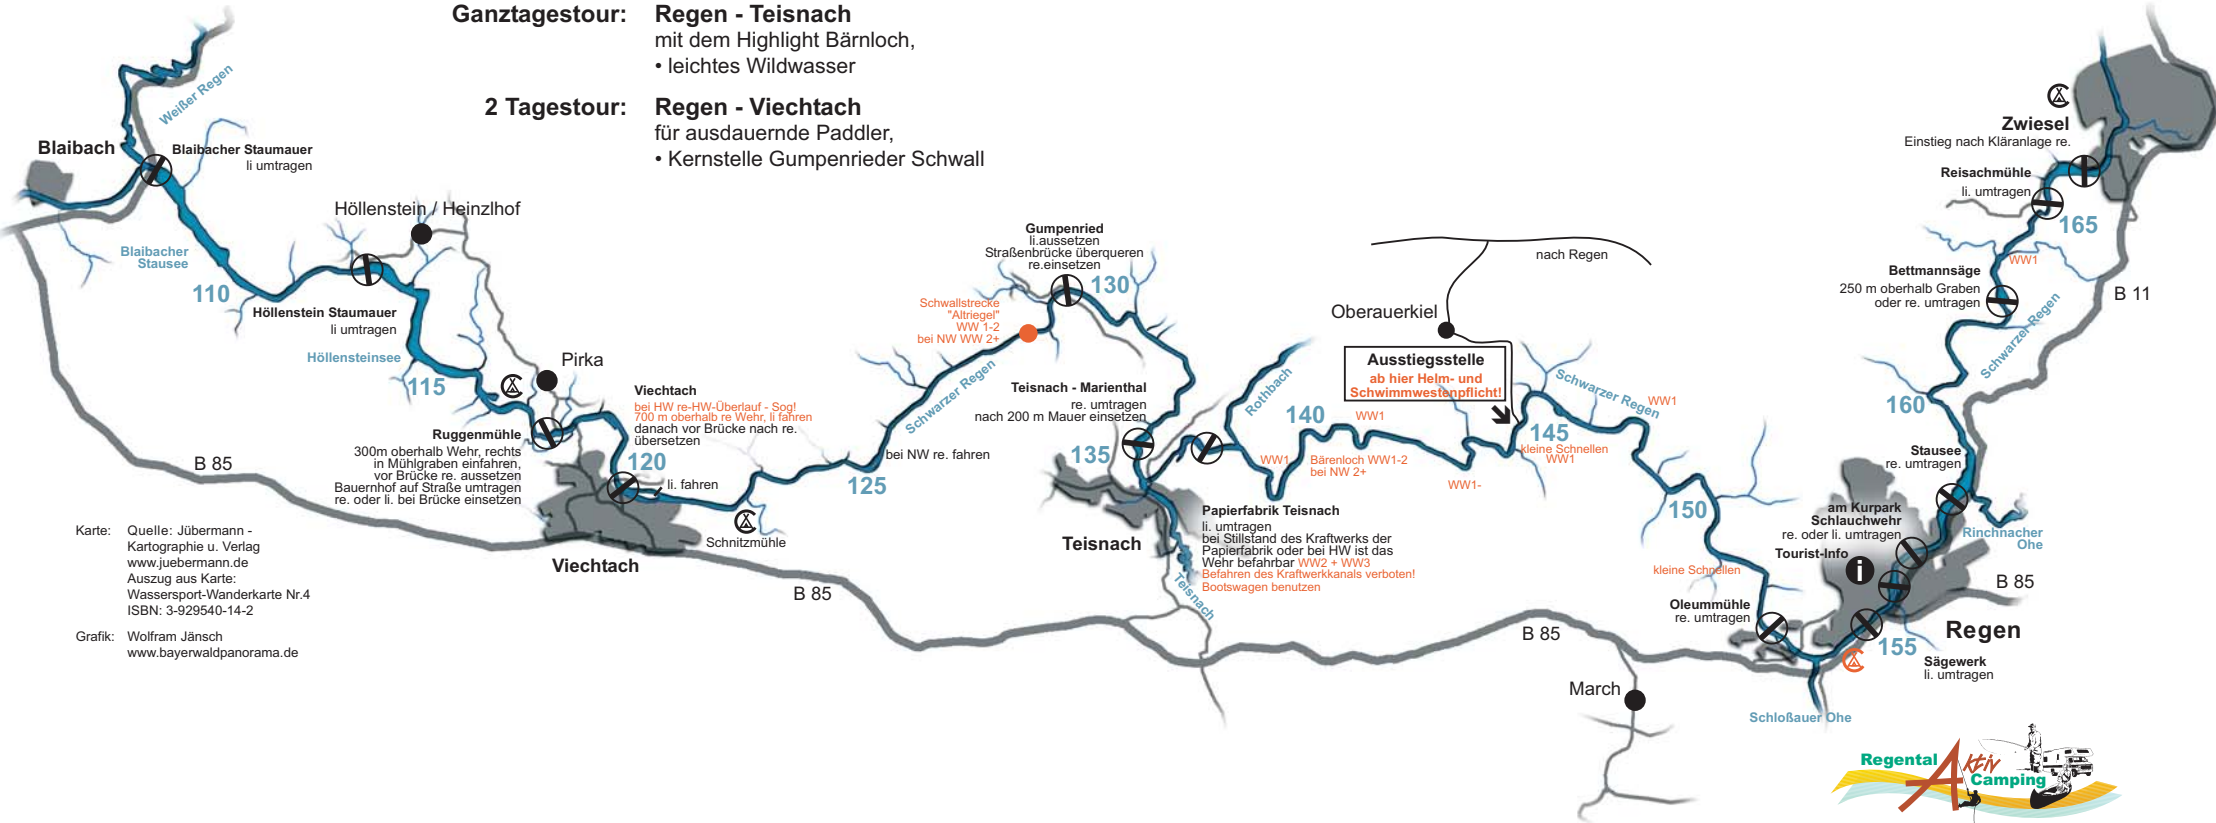 Ganztagestour: Regen - Teisnach
mit dem Highlight Bärnloch,
• leichtes Wildwasser
2 Tagestour: Regen - Viechtach
für ausdauernde Paddler,
• Kernstelle Gumpenrieder Schwall
Weißer Regen
Blaibach
Blaibacher Staumauer
li umtragen
Blaibacher
Stausee
110
Höllenstein / Heinzlhof
Höllenstein Staumauer
li umtragen
Höllensteinsee
115
Pirka
Ruggenmühle
300m oberhalb Wehr, rechts
in Mühlgraben einfahren,
vor Brücke re. aussetzen
Bauernhof auf Straße umtragen
re. oder li. bei Brücke einsetzen
Viechtach
bei HW re-HW-Überlauf - Sog!
700 m oberhalb re Wehr, li fahren
danach vor Brücke nach re.
übersetzen
120
li. fahren
Schnitzmühle
Viechtach
B 85
B 85
125
bei NW re. fahren
Schwarzer Regen
Schwallstrecke
"Altriegel"
WW 1-2
bei NW WW 2+
Gumpenried
li.aussetzen
Straßenbrücke überqueren
re.einsetzen
130
Teisnach - Marienthal
re. umtragen
nach 200 m Mauer einsetzen
135
Teisnach
Teisnach
Rothbach
Papierfabrik Teisnach
li. umtragen
bei Stillstand des Kraftwerks der
Papierfabrik oder bei HW ist das
Wehr befahrbar WW2 + WW3
Befahren des Kraftwerkkanals verboten!
Bootswagen benutzen
140
WW1
WW1
Bärenloch WW1-2
bei NW 2+
WW1-
nach Regen
Oberauerkiel
Ausstiegsstelle
ab hier Helm- und
Schwimmwestenpflicht!
Schwarzer Regen
WW1
145
kleine Schnellen
WW1
150
kleine Schnellen
Oleummühle
re. umtragen
B 85
March
Schloßauer Ohe
155
Sägewerk
li. umtragen
Regen
B 85
Tourist-Info
i
am Kurpark
Schlauchwehr
re. oder li. umtragen
Stausee
re. umtragen
Rinchnacher
Ohe
160
Schwarzer Regen
B 11
Bettmannsäge
250 m oberhalb Graben
oder re. umtragen
WW1
165
Reisachmühle
li. umtragen
Zwiesel
Einstieg nach Kläranlage re.
Karte: Quelle: Jübermann -
Kartographie u. Verlag
www.juebermann.de
Auszug aus Karte:
Wassersport-Wanderkarte Nr.4
ISBN: 3-929540-14-2
Grafik: Wolfram Jänsch
www.bayerwaldpanorama.de
Regental Aktiv
Camping